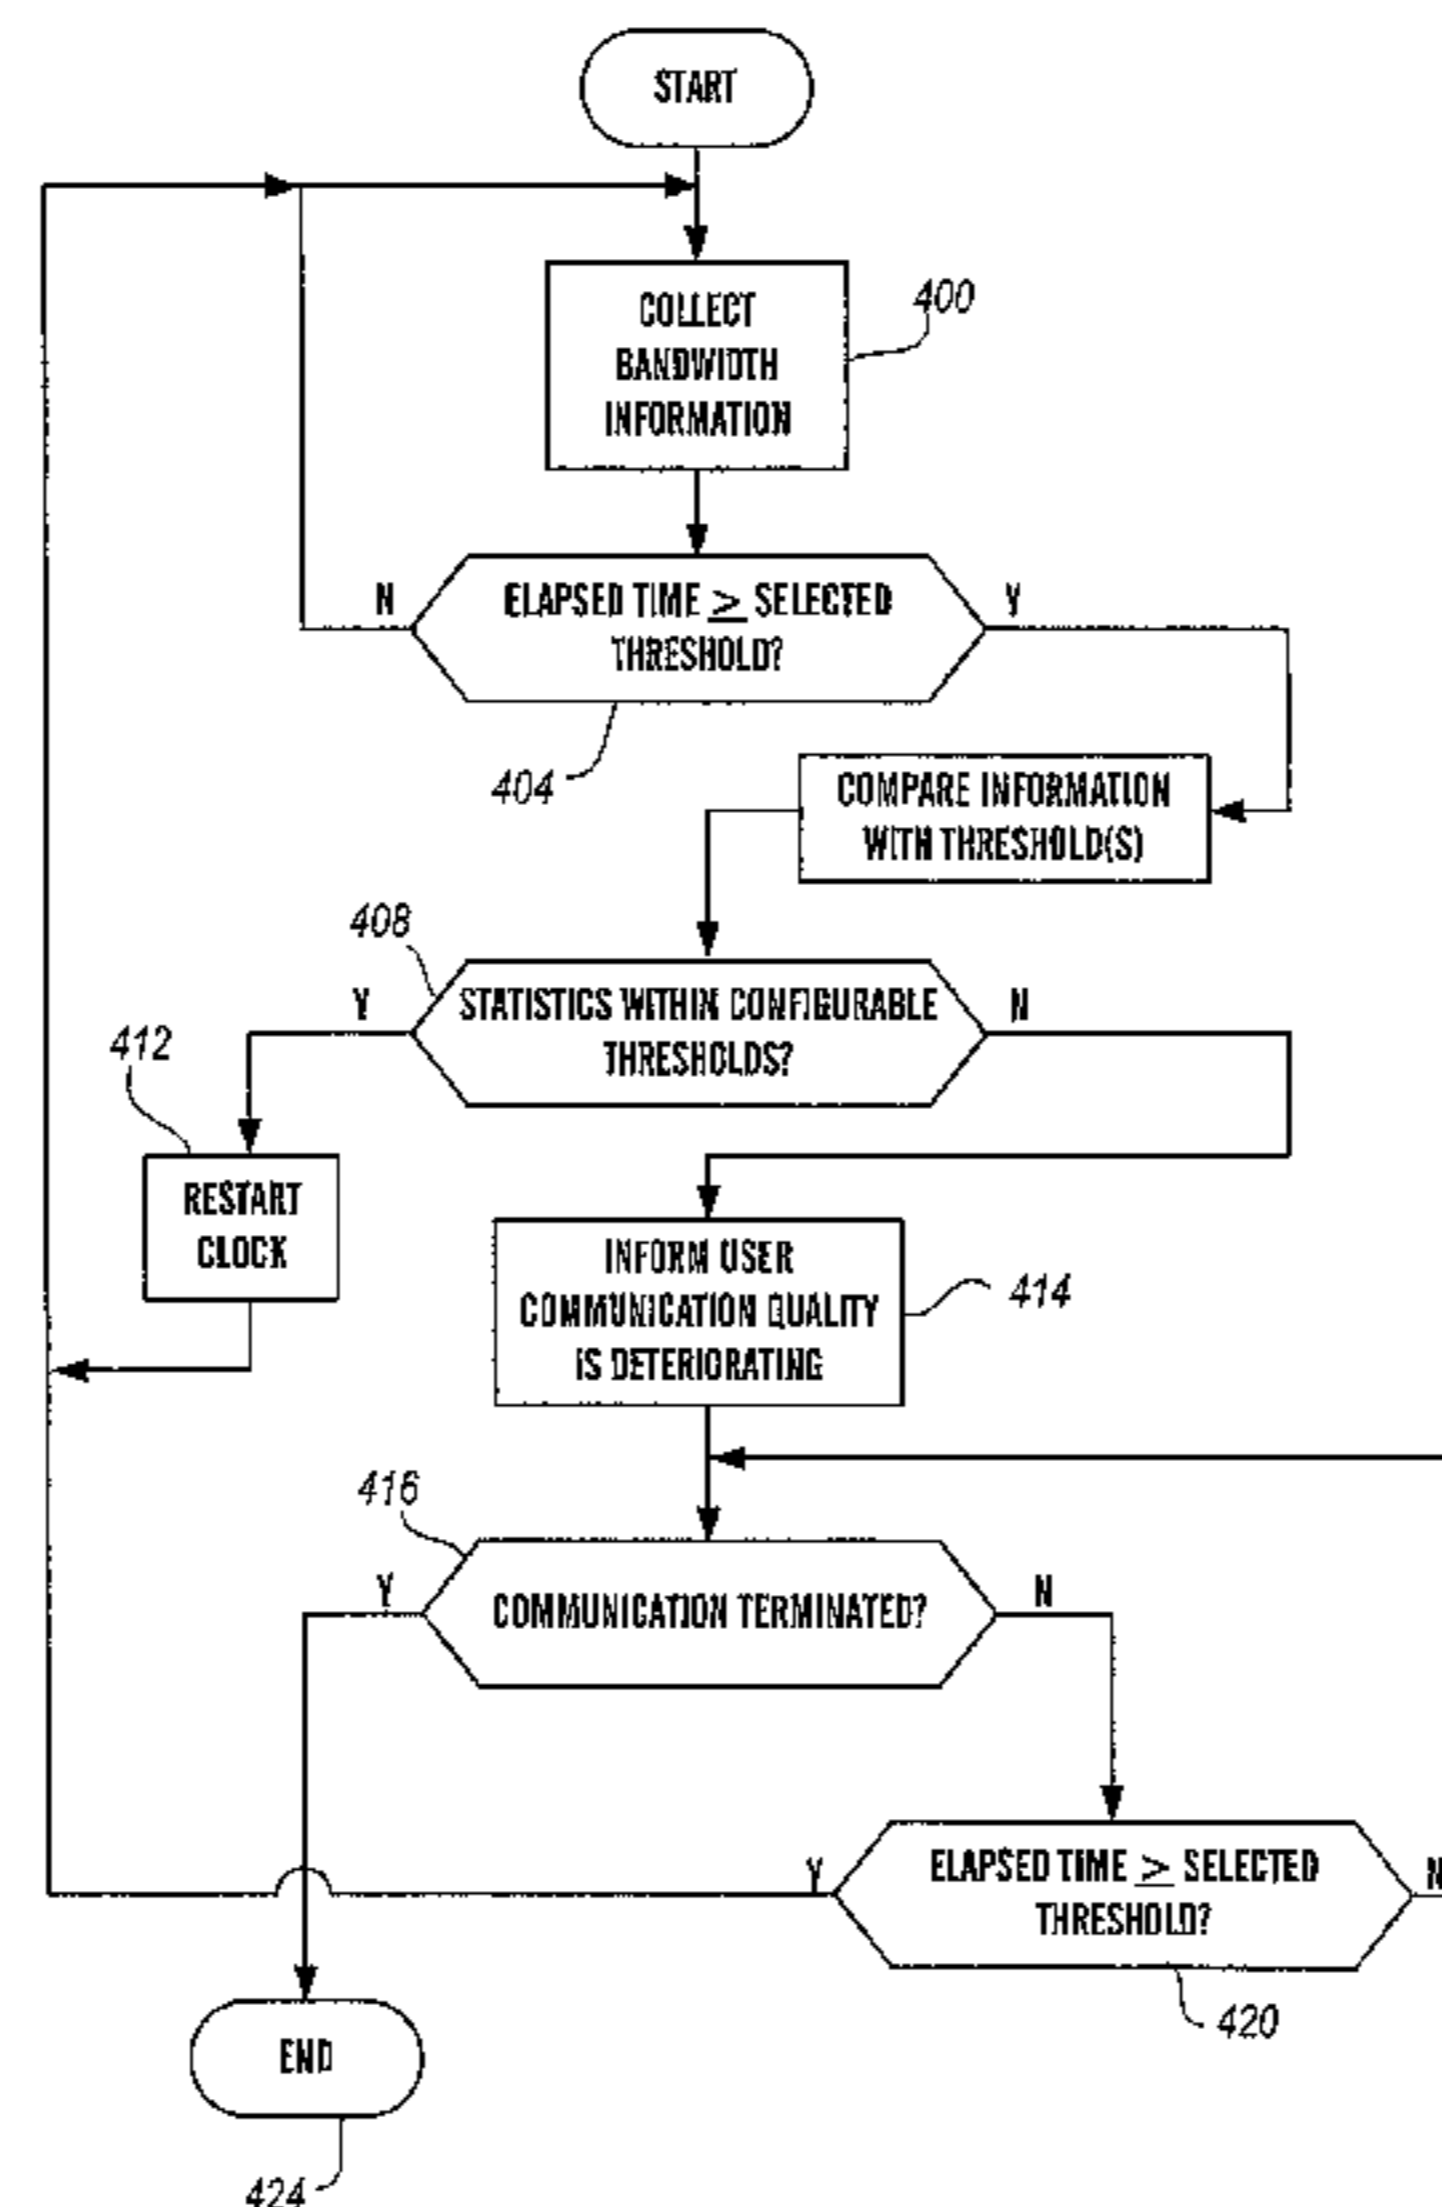 START
COLLECT
BANDWIDTH
INFORMATION
400
N
ELAPSED TIME ≥ SELECTED
THRESHOLD?
Y
404
COMPARE INFORMATION
WITH THRESHOLD(S)
408
Y
STATISTICS WITHIN CONFIGURABLE
THRESHOLDS?
N
412
RESTART
CLOCK
INFORM USER
COMMUNICATION QUALITY
IS DETERIORATING
414
416
Y
COMMUNICATION TERMINATED?
N
Y
ELAPSED TIME ≥ SELECTED
THRESHOLD?
N
420
END
424